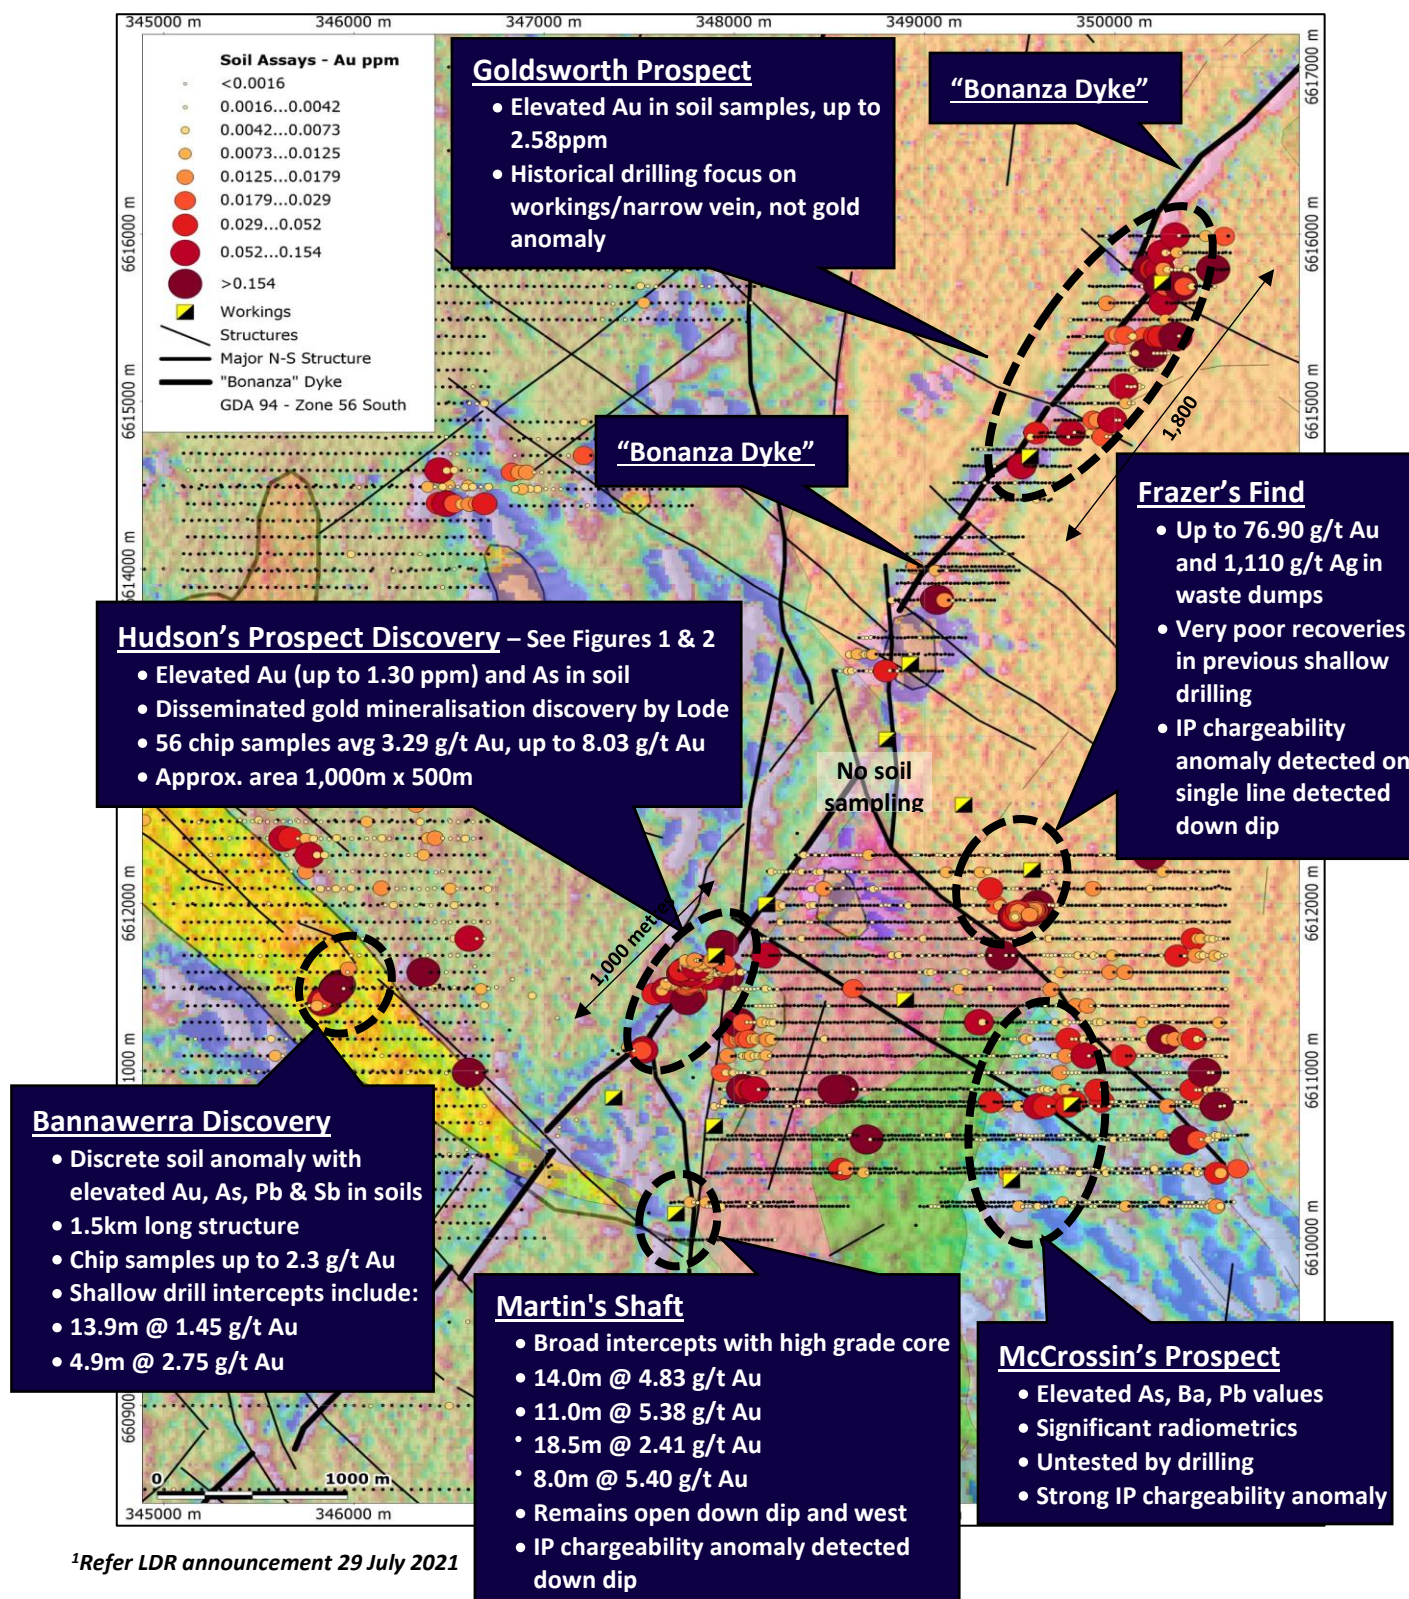 345000 m
346000 m
347000 m
348000 m
349000 m
350000 m
Soil Assays - Au ppm
<0.0016
0.0016...0.0042
0.0042...0.0073
0.0073...0.0125
0.0125...0.0179
0.0179...0.029
0.029...0.052
0.052...0.154
>0.154
Workings
Structures
Major N-S Structure
"Bonanza" Dyke
GDA 94 - Zone 56 South
Goldsworth Prospect
• Elevated Au in soil samples, up to
2.58ppm
• Historical drilling focus on
workings/narrow vein, not gold
anomaly
“Bonanza Dyke”
6617000 m
6616000 m
6616000 m
6615000 m
6615000 m
1,800
“Bonanza Dyke”
Frazer’s Find
• Up to 76.90 g/t Au
and 1,110 g/t Ag in
waste dumps
• Very poor recoveries
in previous shallow
drilling
• IP chargeability
anomaly detected on
single line detected
down dip
6614000 m
Hudson’s Prospect Discovery – See Figures 1 & 2
• Elevated Au (up to 1.30 ppm) and As in soil
• Disseminated gold mineralisation discovery by Lode
• 56 chip samples avg 3.29 g/t Au, up to 8.03 g/t Au
• Approx. area 1,000m x 500m
No soil
sampling
6612000 m
6612000 m
1,000 metres
1000 m
6611000 m
6610000 m
Bannawerra Discovery
• Discrete soil anomaly with
elevated Au, As, Pb & Sb in soils
• 1.5km long structure
• Chip samples up to 2.3 g/t Au
• Shallow drill intercepts include:
• 13.9m @ 1.45 g/t Au
• 4.9m @ 2.75 g/t Au
Martin's Shaft
• Broad intercepts with high grade core
• 14.0m @ 4.83 g/t Au
• 11.0m @ 5.38 g/t Au
• 18.5m @ 2.41 g/t Au
• 8.0m @ 5.40 g/t Au
• Remains open down dip and west
• IP chargeability anomaly detected
down dip
McCrossin’s Prospect
• Elevated As, Ba, Pb values
• Significant radiometrics
• Untested by drilling
• Strong IP chargeability anomaly
660900
0
1000 m
345000 m
346000 m
349000 m
350000 m
¹Refer LDR announcement 29 July 2021